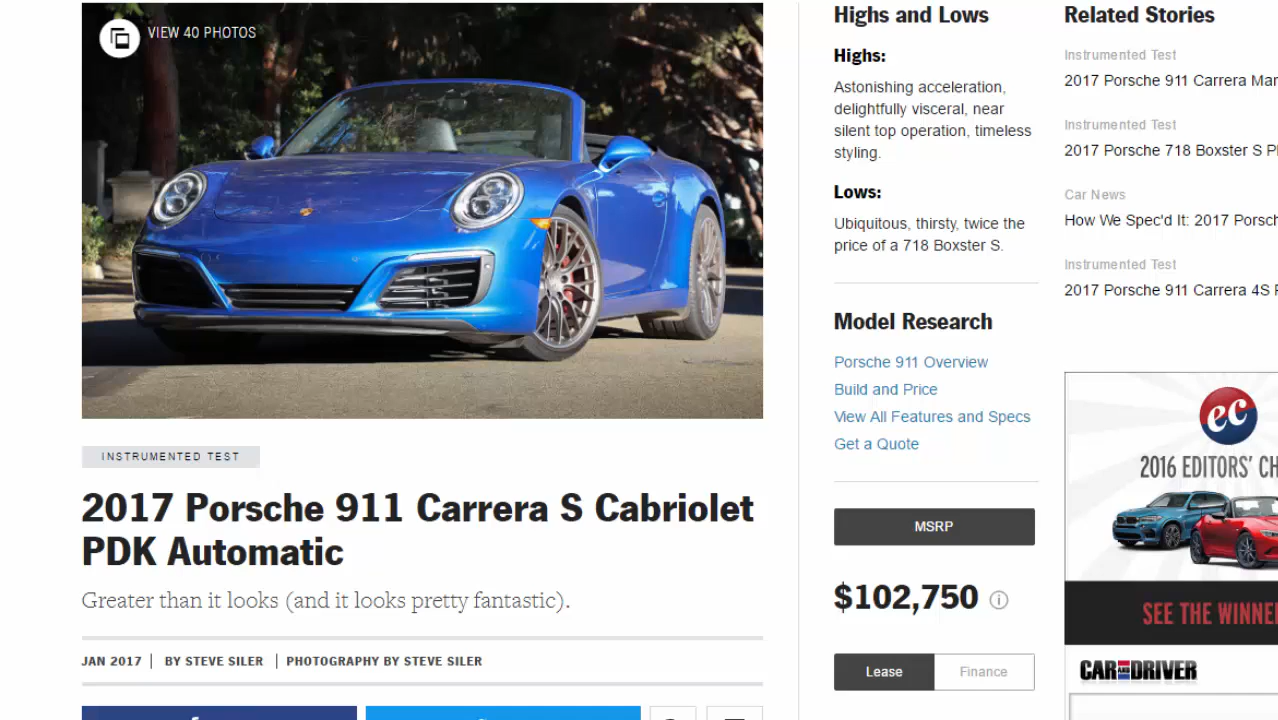 VIEW 40 PHOTOS
INSTRUMENTED TEST
2017 Porsche 911 Carrera S Cabriolet
PDK Automatic
Greater than it looks (and it looks pretty fantastic).
JAN 2017 | BY STEVE SILER | PHOTOGRAPHY BY STEVE SILER
Highs and Lows
Highs:
Astonishing acceleration,
delightfully visceral, near
silent top operation, timeless
styling.
Lows:
Ubiquitous, thirsty, twice the
price of a 718 Boxster S.
Model Research
Porsche 911 Overview
Build and Price
View All Features and Specs
Get a Quote
MSRP
$102,750
Lease
Finance
Related Stories
Instrumented Test
2017 Porsche 911 Carrera
Instrumented Test
2017 Porsche 718 Boxster S
Car News
How We Spec'd It: 2017
Instrumented Test
2017 Porsche 911 Carrera 4S
ec
2016 EDITORS'
SEE THE
CAR AND DRIVER